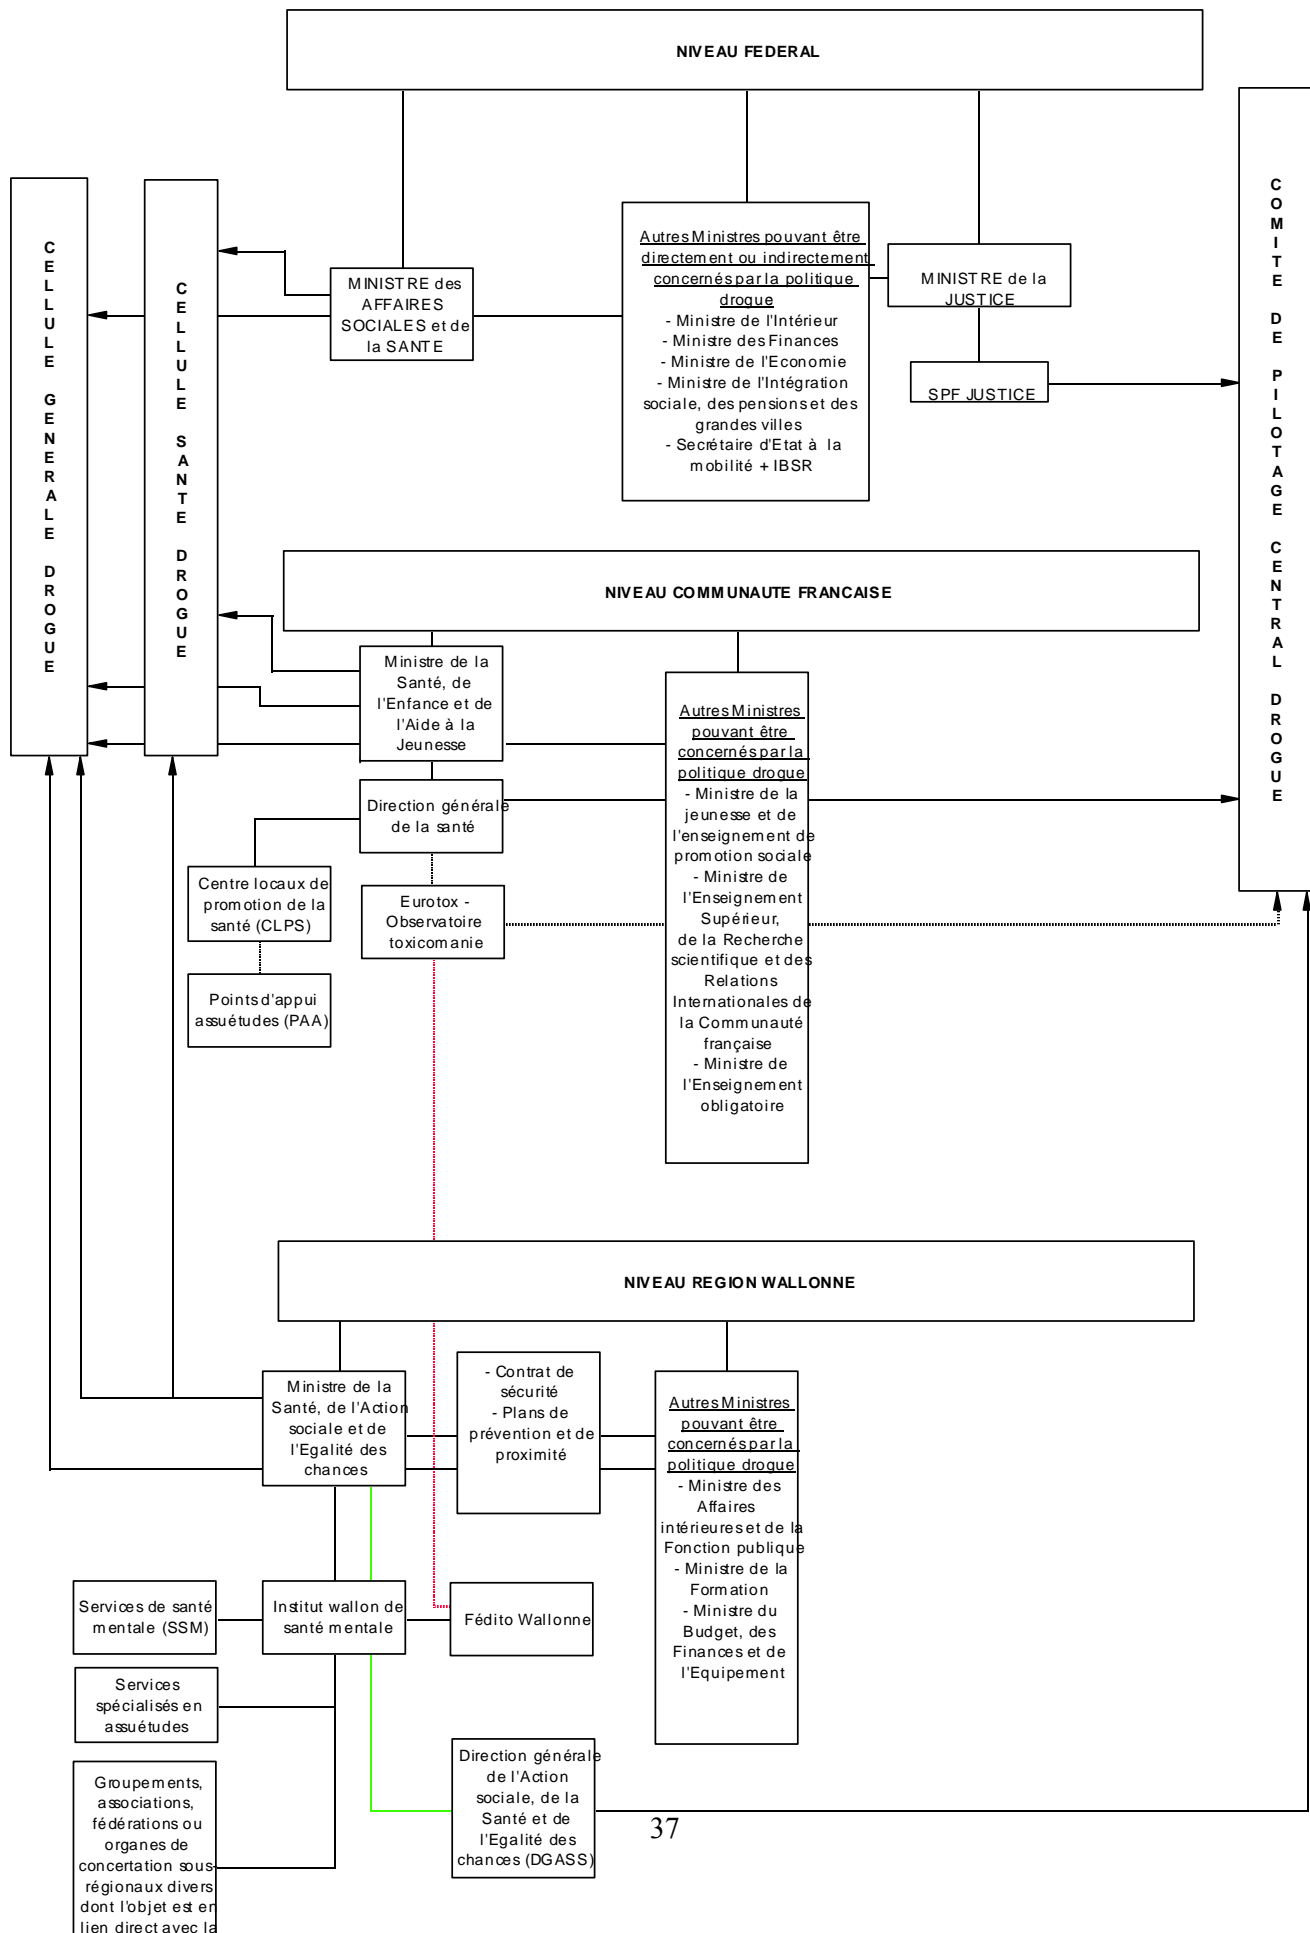 NIVEAU FEDERAL
CELLULE GENERALE DROGUE
CELLULE SANTE DROGUE
COMITE DE PILOTAGE CENTRAL DROGUE
MINISTRE des
AFFAIRES
SOCIALES et de
la SANTE
Autres Ministres pouvant être
directement ou indirectement
concernés par la politique
drogue
- Ministre de l'Intérieur
- Ministre des Finances
- Ministre de l'Economie
- Ministre de l'Intégration
sociale, des pensions et des
grandes villes
- Secrétaire d'Etat à la
mobilité + IBSR
MINISTRE de la
JUSTICE
SPF JUSTICE
NIVEAU COMMUNAUTE FRANCAISE
Ministre de la
Santé, de
l'Enfance et de
l'Aide à la
Jeunesse
Autres Ministres
pouvant être
concernés par la
politique drogue
- Ministre de la
jeunesse et de
l'enseignement de
promotion sociale
- Ministre de
l'Enseignement
Supérieur,
de la Recherche
scientifique et des
Relations
Internationales de
la Communauté
française
- Ministre de
l'Enseignement
obligatoire
Direction générale
de la santé
Centre locaux de
promotion de la
santé (CLPS)
Eurotox -
Observatoire
toxicomanie
Points d'appui
assuétudes (PAA)
NIVEAU REGION WALLONNE
Ministre de la
Santé, de l'Action
sociale et de
l'Egalité des
chances
- Contrat de
sécurité
- Plans de
prévention et de
proximité
Autres Ministres
pouvant être
concernés par la
politique drogue
- Ministre des
Affaires
intérieures et de la
Fonction publique
- Ministre de la
Formation
- Ministre du
Budget, des
Finances et de
l'Equipement
Services de santé
mentale (SSM)
Institut wallon de
santé mentale
Fédito Wallonne
Services
spécialisés en
assuétudes
Direction générale
de l'Action
sociale, de la
Santé et de
l'Egalité des
chances (DGASS)
Groupements,
associations,
fédérations ou
organes de
concertation sous-
régionaux divers
dont l'objet est en
lien direct avec la
37